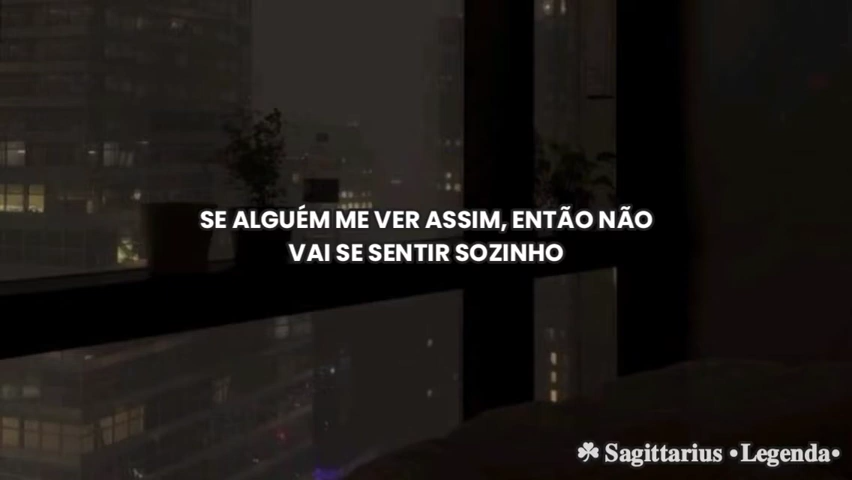 SE ALGUÉM ME VER ASSIM, ENTÃO NÃO
VAI SE SENTIR SOZINHO
☘ Sagittarius •Legenda•